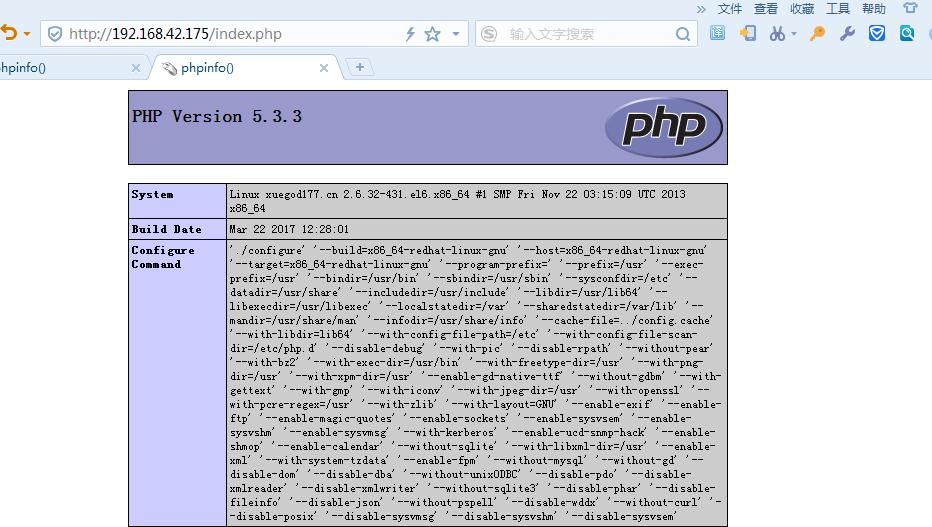 » 文件 查看 收藏 工具 帮助
http://192.168.42.175/index.php
输入文字搜索
hpinfo()
phpinfo()
PHP Version 5.3.3
php
System
Linux xuegod177.cn 2.6.32-431.el6.x86_64 #1 SMP Fri Nov 22 03:15:09 UTC 2013
x86_64
Build Date
Mar 22 2017 12:28:01
Configure
Command
'./configure' '--build=x86_64-redhat-linux-gnu' '--host=x86_64-redhat-linux-gnu'
'--target=x86_64-redhat-linux-gnu' '--program-prefix=' '--prefix=/usr' '--exec-
prefix=/usr' '--bindir=/usr/bin' '--sbindir=/usr/sbin' '--sysconfdir=/etc' '--
datadir=/usr/share' '--includedir=/usr/include' '--libdir=/usr/lib64' '--
libexecdir=/usr/libexec' '--localstatedir=/var' '--sharedstatedir=/var/lib' '--
mandir=/usr/share/man' '--infodir=/usr/share/info' '--cache-file=../config.cache'
'--with-libdir=lib64' '--with-config-file-path=/etc' '--with-config-file-scan-
dir=/etc/php.d' '--disable-debug' '--with-pic' '--disable-rpath' '--without-pear'
'--with-bz2' '--with-exec-dir=/usr/bin' '--with-freetype-dir=/usr' '--with-png-
dir=/usr' '--with-xpm-dir=/usr' '--enable-gd-native-ttf' '--without-gdbm' '--with-
gettext' '--with-gmp' '--with-iconv' '--with-jpeg-dir=/usr' '--with-openssl' '--
with-pcre-regex=/usr' '--with-zlib' '--with-layout=GNU' '--enable-exif' '--enable-
ftp' '--enable-magic-quotes' '--enable-sockets' '--enable-sysvsem' '--enable-
sysvshm' '--enable-sysvmsg' '--with-kerberos' '--enable-ucd-snmp-hack' '--enable-
shmop' '--enable-calendar' '--without-sqlite' '--with-libxml-dir=/usr' '--enable-
xml' '--with-system-tzdata' '--enable-fpm' '--without-mysql' '--without-gd' '--
disable-dom' '--disable-dba' '--without-unixODBC' '--disable-pdo' '--disable-
xmlreader' '--disable-xmlwriter' '--without-sqlite3' '--disable-phar' '--disable-
fileinfo' '--disable-json' '--without-pspell' '--disable-wddx' '--without-curl' '-
-disable-posix' '--disable-sysvmsg' '--disable-sysvshm' '--disable-sysvsem'